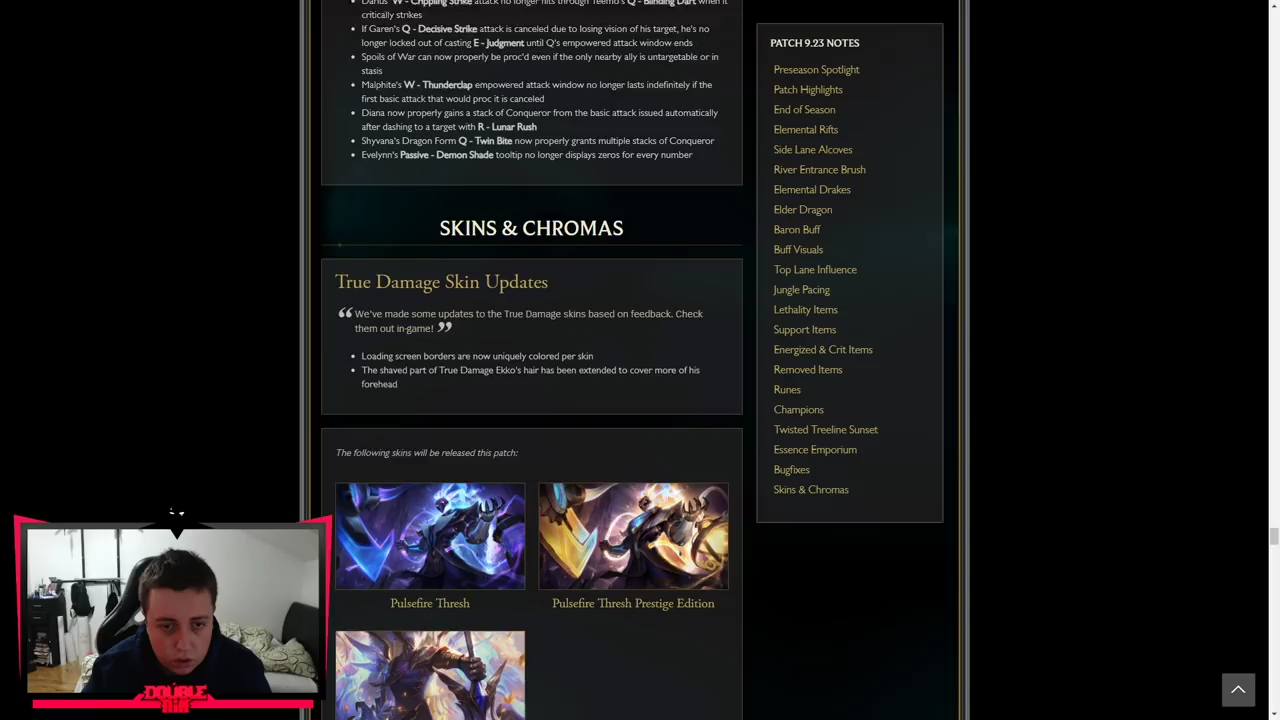 Darius' W - Crippling Strike attack no longer hits through Teemo's Q - Blinding Dart when it
critically strikes
If Garen's Q - Decisive Strike attack is canceled due to losing vision of his target, he's no
longer locked out of casting E - Judgment until Q's empowered attack window ends
Spoils of War can now properly be proc'd even if the only nearby ally is untargetable or in
stasis
Malphite's W - Thunderclap empowered attack window no longer lasts indefinitely if the
first basic attack that would proc it is canceled
Diana now properly gains a stack of Conqueror from the basic attack issued automatically
after dashing to a target with R - Lunar Rush
Shyvana's Dragon Form Q - Twin Bite now properly grants multiple stacks of Conqueror
Evelynn's Passive - Demon Shade tooltip no longer displays zeros for every number
SKINS & CHROMAS
True Damage Skin Updates
We've made some updates to the True Damage skins based on feedback. Check
them out in-game!
Loading screen borders are now uniquely colored per skin
The shaved part of True Damage Ekko's hair has been extended to cover more of his
forehead
The following skins will be released this patch:
Pulsefire Thresh
Pulsefire Thresh Prestige Edition
PATCH 9.23 NOTES
Preseason Spotlight
Patch Highlights
End of Season
Elemental Rifts
Side Lane Alcoves
River Entrance Brush
Elemental Drakes
Elder Dragon
Baron Buff
Buff Visuals
Top Lane Influence
Jungle Pacing
Lethality Items
Support Items
Energized & Crit Items
Removed Items
Runes
Champions
Twisted Treeline Sunset
Essence Emporium
Bugfixes
Skins & Chromas
DOUBLE